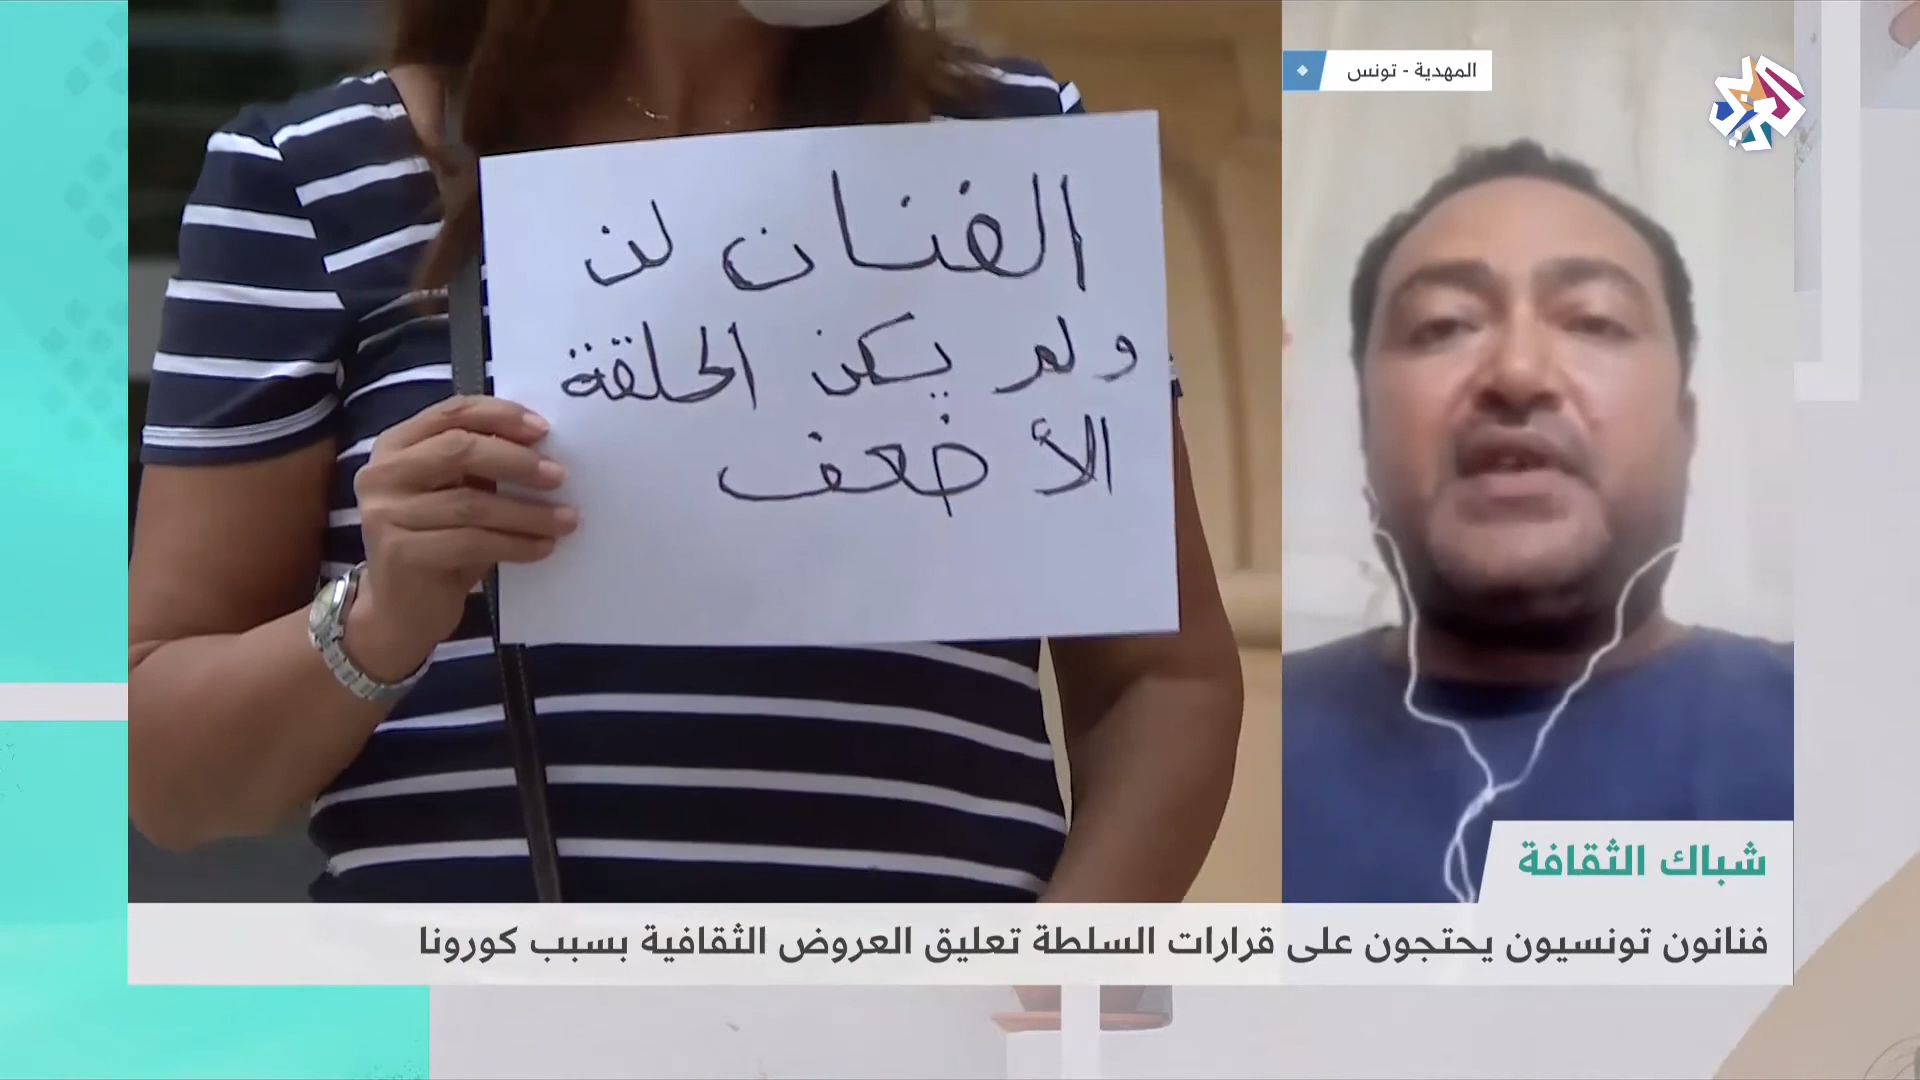 المهدية - تونس
الفنان لن
ولم يكن الحلقة
الأضعف
شباك الثقافة
فنانون تونسيون يحتجون على قرارات السلطة تعليق العروض الثقافية بسبب كورونا